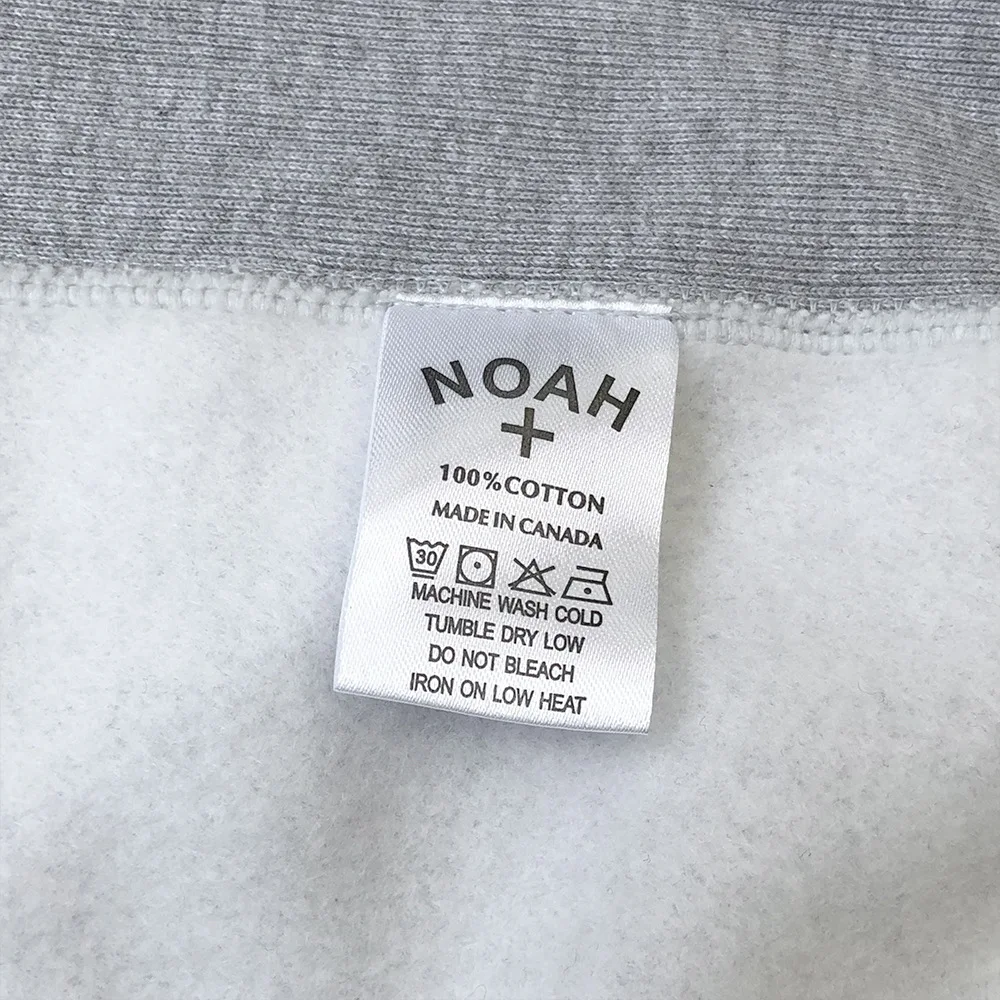 NOAH
+
100% COTTON
MADE IN CANADA
30
MACHINE WASH COLD
TUMBLE DRY LOW
DO NOT BLEACH
IRON ON LOW HEAT